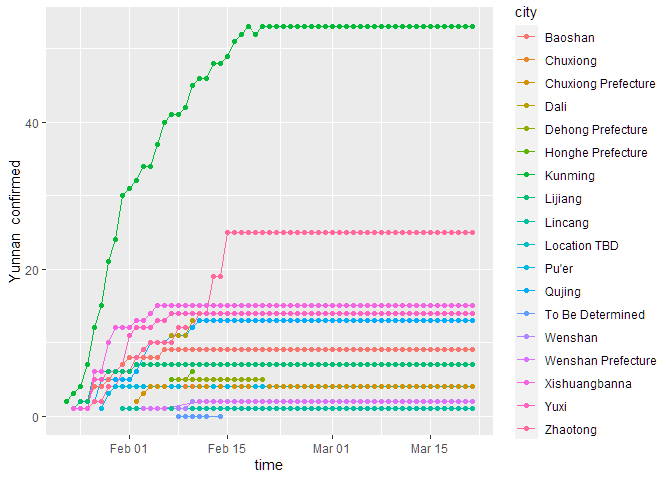 city
Baoshan
Chuxiong
Chuxiong Prefecture
Dali
Dehong Prefecture
Honghe Prefecture
Kunming
Lijiang
Lincang
Location TBD
Pu'er
Qujing
To Be Determined
Wenshan
Wenshan Prefecture
Xishuangbanna
Yuxi
Zhaotong
Yunnan confirmed
40
20
0
Feb 01 Feb 15 Mar 01 Mar 15
time